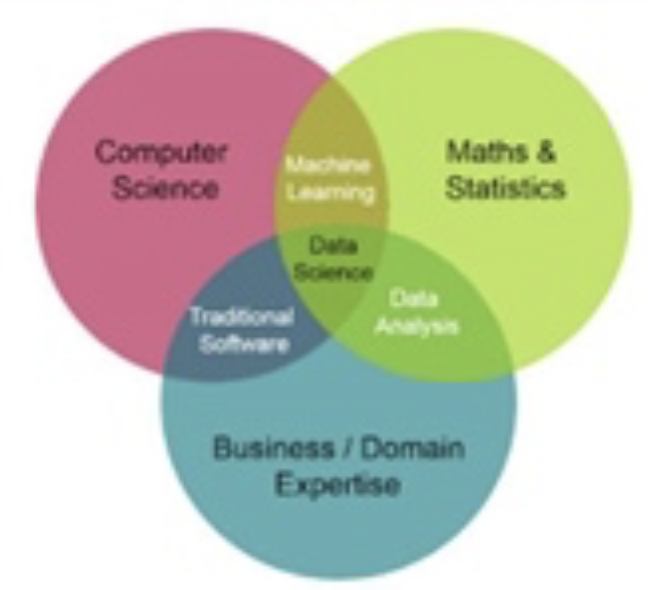 Computer
Science
Maths &
Statistics
Machine
Learning
Data
Science
Traditional
Software
Data
Analysis
Business / Domain
Expertise